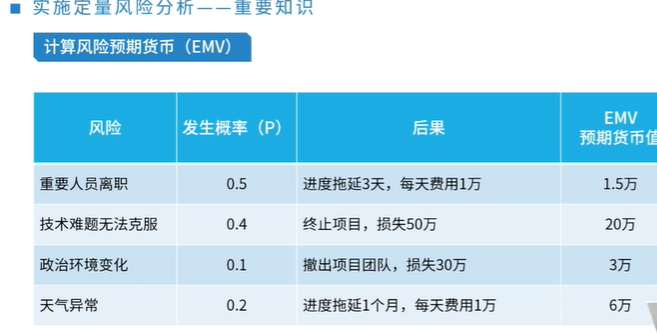 实施定量风险分析——重要知识
计算风险预期货币（EMV）
风险 发生概率（P） 后果 EMV
预期货币值
重要人员离职 0.5 进度拖延3天，每天费用1万 1.5万
技术难题无法克服 0.4 终止项目，损失50万 20万
政治环境变化 0.1 撤出项目团队，损失30万 3万
天气异常 0.2 进度拖延1个月，每天费用1万 6万